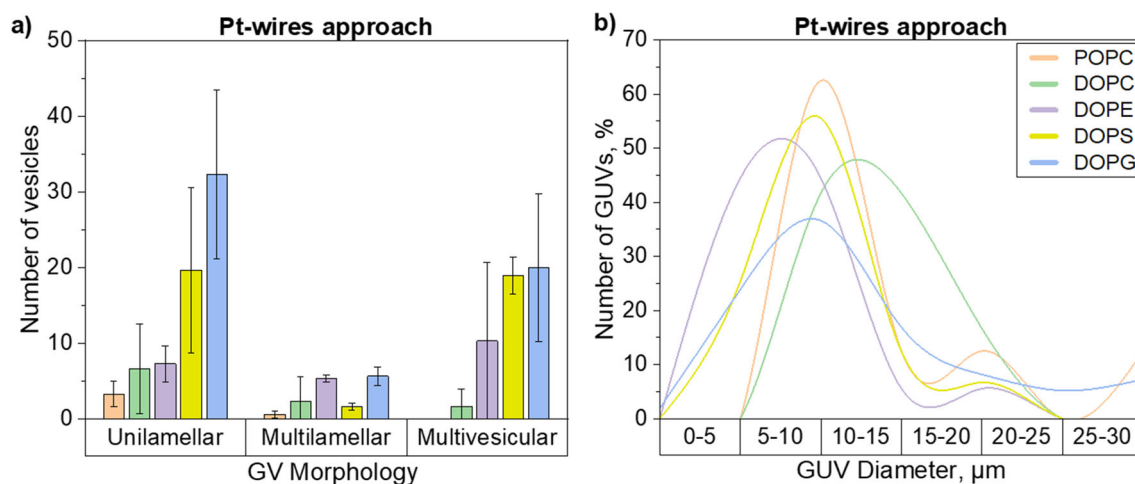 a)
Pt-wires approach
50
40
30
20
10
0
Number of vesicles
Unilamellar
Multilamellar
Multivesicular
GV Morphology
b)
Pt-wires approach
70
60
50
40
30
20
10
0
Number of GUVs, %
POPC
DOPC
DOPE
DOPS
DOPG
0-5
5-10
10-15
15-20
20-25
25-30
GUV Diameter, μm